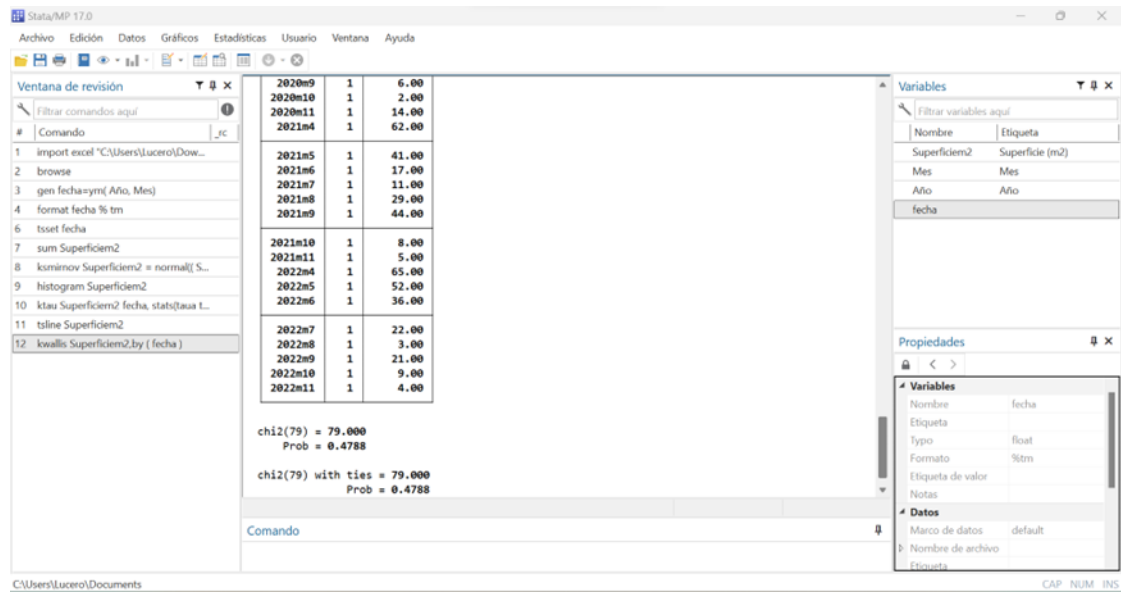 Stata/MP 17.0
Archivo Edición Datos Gráficos Estadísticas Usuario Ventana Ayuda
Ventana de revisión
Filtrar comandos aquí
# Comando _rc
1 import excel "C:\Users\Lucero\Dow...
2 browse
3 gen fecha=ym( Año, Mes)
4 format fecha % tm
6 tsset fecha
7 sum Superficiem2
8 ksmirnov Superficiem2 = normal(( S...
9 histogram Superficiem2
10 ktau Superficiem2 fecha, stats(taua t...
11 tsline Superficiem2
12 kwallis Superficiem2,by ( fecha )
2020m9 1 6.00
2020m10 1 2.00
2020m11 1 14.00
2021m4 1 62.00
2021m5 1 41.00
2021m6 1 17.00
2021m7 1 11.00
2021m8 1 29.00
2021m9 1 44.00
2021m10 1 8.00
2021m11 1 5.00
2022m4 1 65.00
2022m5 1 52.00
2022m6 1 36.00
2022m7 1 22.00
2022m8 1 3.00
2022m9 1 21.00
2022m10 1 9.00
2022m11 1 4.00
chi2(79) = 79.000
Prob = 0.4788
chi2(79) with ties = 79.000
Prob = 0.4788
Comando
Variables
Filtrar variables aquí
Nombre Etiqueta
Superficiem2 Superficie (m2)
Mes Mes
Año Año
fecha
Propiedades
Variables
Nombre fecha
Etiqueta
Typo float
Formato %tm
Etiqueta de valor
Notas
Datos
Marco de datos default
Nombre de archivo
Etiqueta
C:\Users\Lucero\Documents
CAP NUM INS